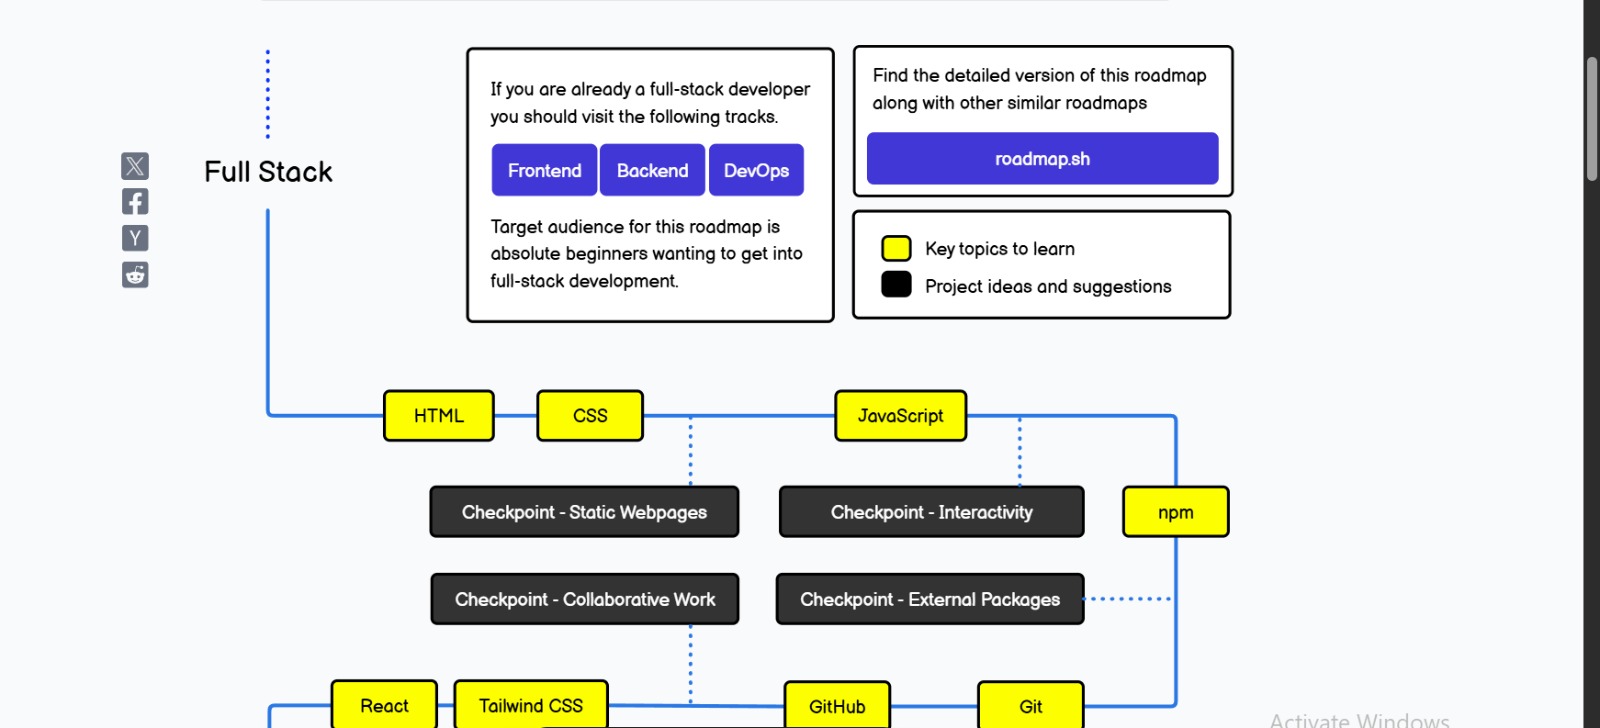 If you are already a full-stack developer
you should visit the following tracks.
Frontend
Backend
DevOps
Target audience for this roadmap is
absolute beginners wanting to get into
full-stack development.
Find the detailed version of this roadmap
along with other similar roadmaps
roadmap.sh
Key topics to learn
Project ideas and suggestions
Full Stack
HTML
CSS
JavaScript
Checkpoint - Static Webpages
Checkpoint - Interactivity
npm
Checkpoint - Collaborative Work
Checkpoint - External Packages
React
Tailwind CSS
GitHub
Git
Activate Windows